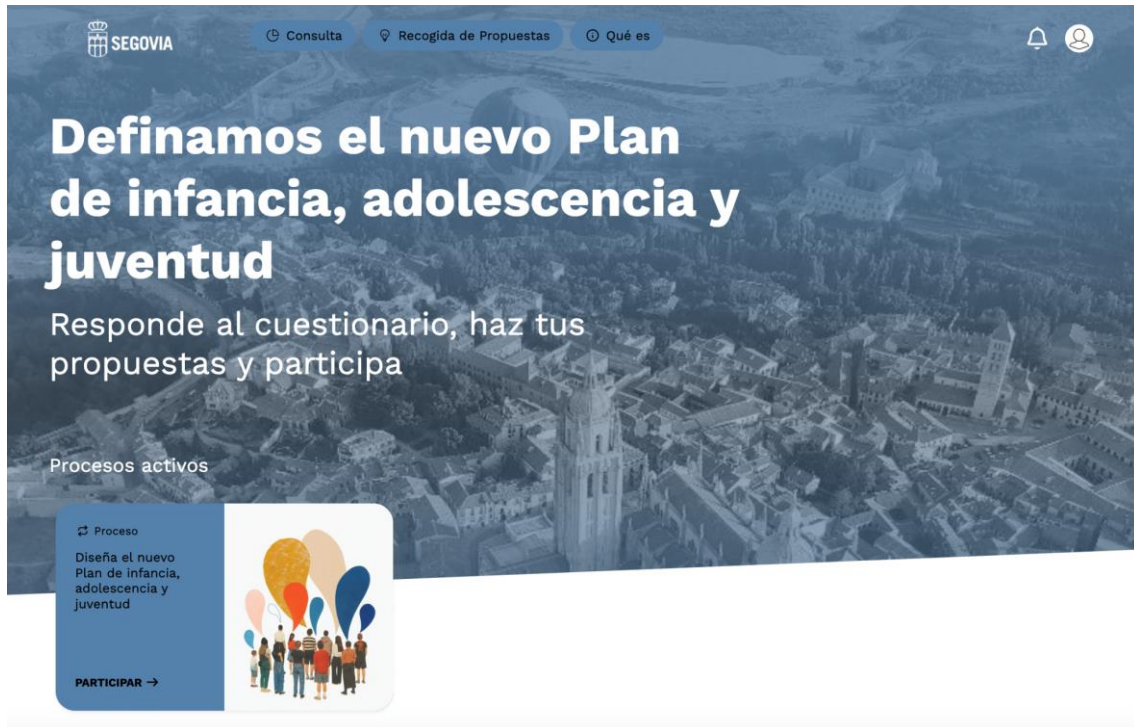 SEGOVIA
Consulta
Recogida de Propuestas
Qué es
Definamos el nuevo Plan
de infancia, adolescencia y
juventud
Responde al cuestionario, haz tus
propuestas y participa
Procesos activos
Proceso
Diseña el nuevo
Plan de infancia,
adolescencia y
juventud
PARTICIPAR →